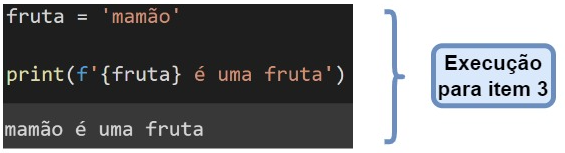 fruta = 'mamão'
print(f'{fruta} é uma fruta')
mamão é uma fruta
Execução
para item 3